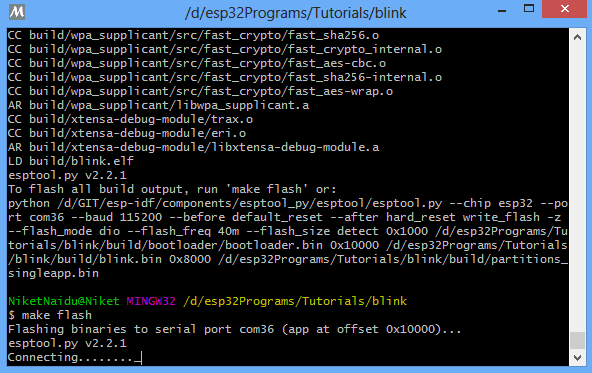 /d/esp32Programs/Tutorials/blink
CC build/wpa_supplicant/src/fast_crypto/fast_sha256.o
CC build/wpa_supplicant/src/fast_crypto/fast_crypto_internal.o
CC build/wpa_supplicant/src/fast_crypto/fast_aes-cbc.o
CC build/wpa_supplicant/src/fast_crypto/fast_sha256-internal.o
CC build/wpa_supplicant/src/fast_crypto/fast_aes-wrap.o
AR build/wpa_supplicant/libwpa_supplicant.a
CC build/xtensa-debug-module/trax.o
CC build/xtensa-debug-module/eri.o
AR build/xtensa-debug-module/libxtensa-debug-module.a
LD build/blink.elf
esptool.py v2.2.1
To flash all build output, run 'make flash' or:
python /d/GIT/esp-idf/components/esptool_py/esptool/esptool.py --chip esp32 --po
rt com36 --baud 115200 --before default_reset --after hard_reset write_flash -z
--flash_mode dio --flash_freq 40m --flash_size detect 0x1000 /d/esp32Programs/Tu
torials/blink/build/bootloader/bootloader.bin 0x10000 /d/esp32Programs/Tutorials
/blink/build/blink.bin 0x8000 /d/esp32Programs/Tutorials/blink/build/partitions_
singleapp.bin
NiketNaidu@Niket MINGW32 /d/esp32Programs/Tutorials/blink
$ make flash
Flashing binaries to serial port com36 (app at offset 0x10000)...
esptool.py v2.2.1
Connecting........_